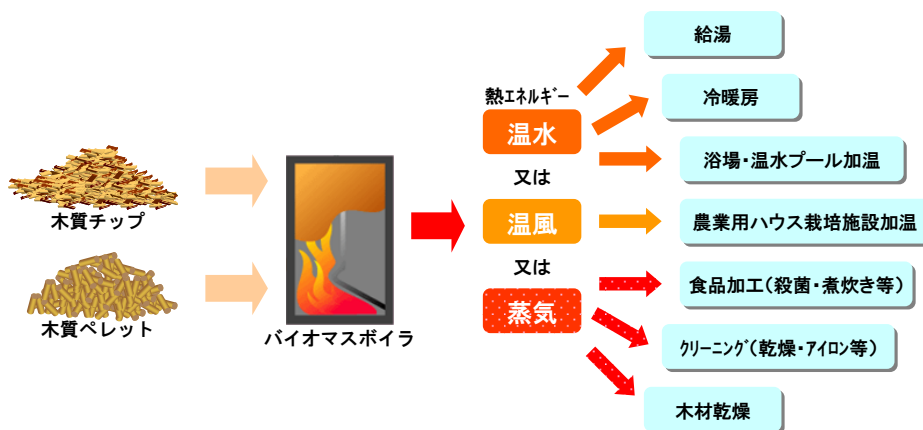 木質チップ
木質ペレット
バイオマスボイラ
熱ｴﾈﾙｷﾞｰ
温水
又は
温風
又は
蒸気
給湯
冷暖房
浴場・温水プール加温
農業用ハウス栽培施設加温
食品加工(殺菌・煮炊き等)
ｸﾘｰﾆﾝｸﾞ(乾燥・ｱｲﾛﾝ等)
木材乾燥